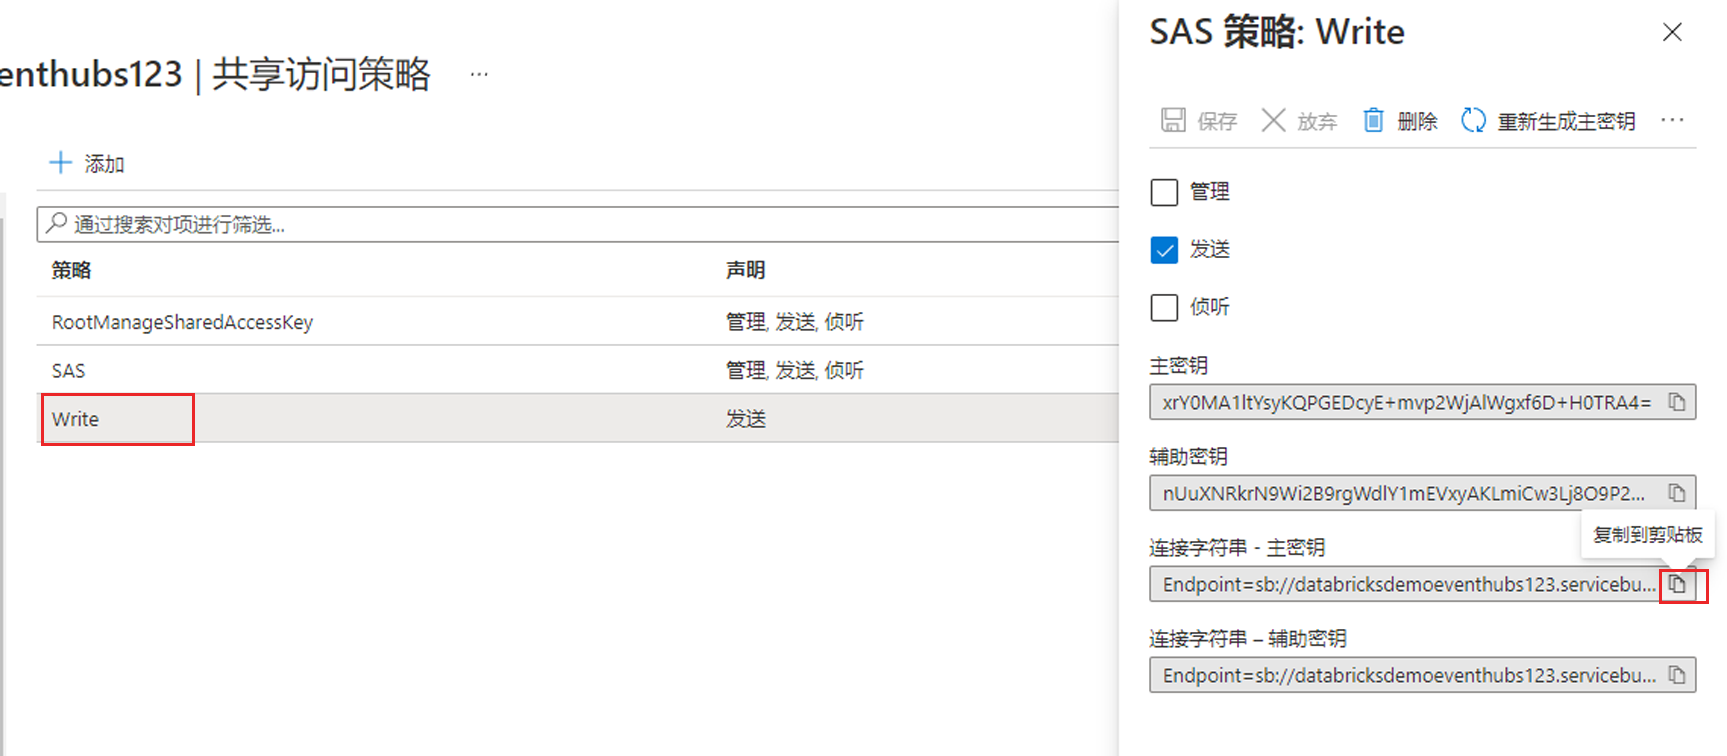 enthubs123 | 共享访问策略 ...
添加
通过搜索对项进行筛选...
策略 声明
RootManageSharedAccessKey 管理, 发送, 侦听
SAS 管理, 发送, 侦听
Write 发送
SAS 策略: Write
保存 放弃 删除 重新生成主密钥 ...
管理
发送
侦听
主密钥
xrY0MA1ltYsyKQPGEDcyE+mvp2WjAlWgxf6D+H0TRA4=
辅助密钥
nUuXNRkrN9Wi2B9rgWdlY1mEVxyAKLmiCw3Lj8O9P2...
复制到剪贴板
连接字符串 - 主密钥
Endpoint=sb://databricksdemoeventhubs123.servicebu...
连接字符串 – 辅助密钥
Endpoint=sb://databricksdemoeventhubs123.servicebu...